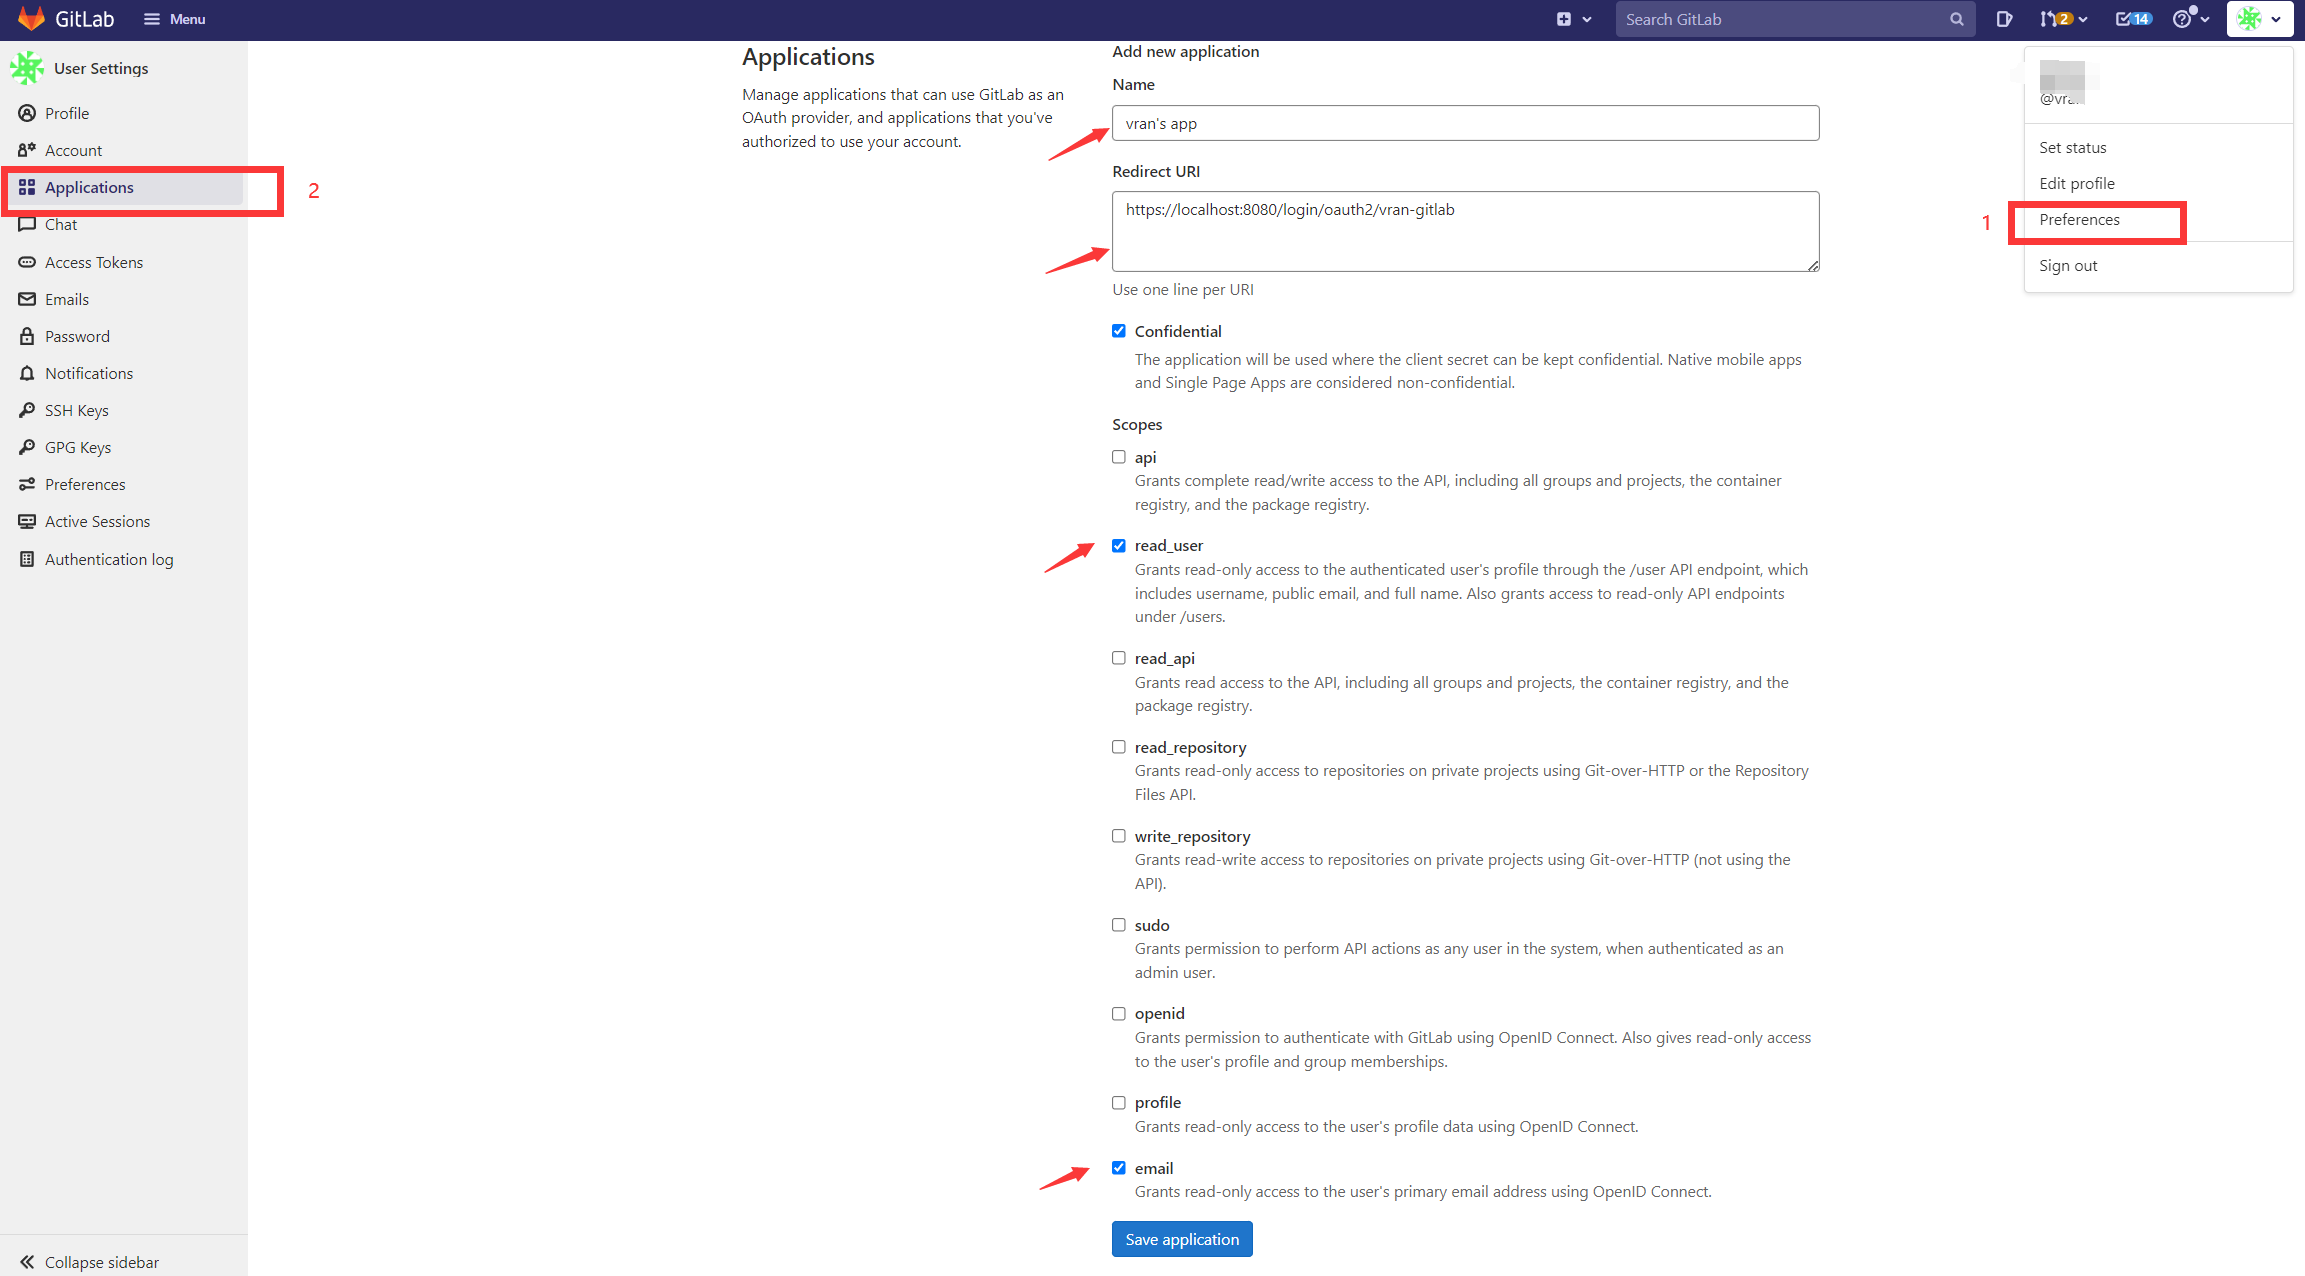 GitLab
Menu
Search GitLab
2
14
User Settings
Profile
Account
Applications
2
Chat
Access Tokens
Emails
Password
Notifications
SSH Keys
GPG Keys
Preferences
Active Sessions
Authentication log
Collapse sidebar
Applications
Manage applications that can use GitLab as an
OAuth provider, and applications that you've
authorized to use your account.
Add new application
Name
vran's app
Redirect URI
https://localhost:8080/login/oauth2/vran-gitlab
Use one line per URI
Confidential
The application will be used where the client secret can be kept confidential. Native mobile apps
and Single Page Apps are considered non-confidential.
Scopes
api
Grants complete read/write access to the API, including all groups and projects, the container
registry, and the package registry.
read_user
Grants read-only access to the authenticated user's profile through the /user API endpoint, which
includes username, public email, and full name. Also grants access to read-only API endpoints
under /users.
read_api
Grants read access to the API, including all groups and projects, the container registry, and the
package registry.
read_repository
Grants read-only access to repositories on private projects using Git-over-HTTP or the Repository
Files API.
write_repository
Grants read-write access to repositories on private projects using Git-over-HTTP (not using the
API).
sudo
Grants permission to perform API actions as any user in the system, when authenticated as an
admin user.
openid
Grants permission to authenticate with GitLab using OpenID Connect. Also gives read-only access
to the user's profile and group memberships.
profile
Grants read-only access to the user's profile data using OpenID Connect.
email
Grants read-only access to the user's primary email address using OpenID Connect.
Save application
Set status
Edit profile
1
Preferences
Sign out